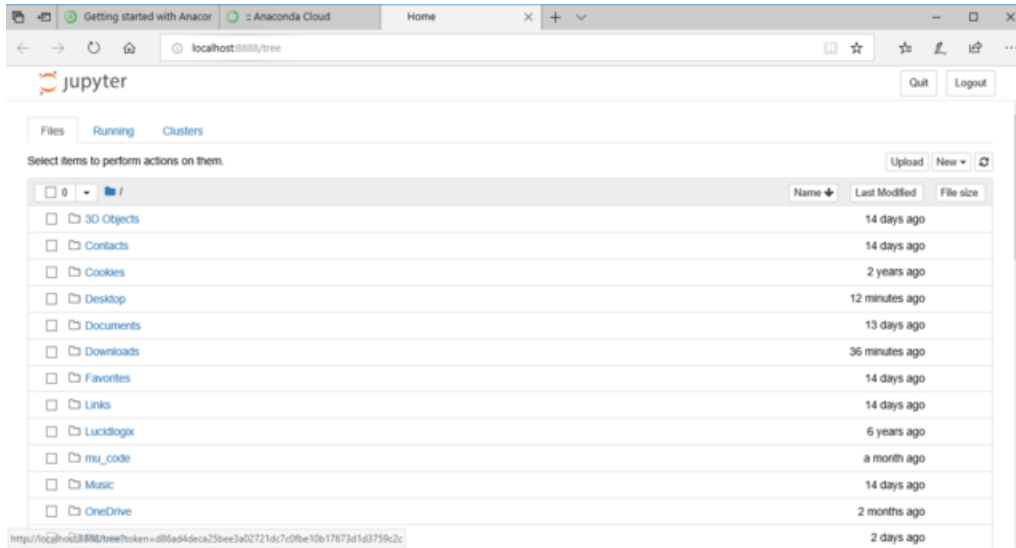 Getting started with Anacor
:: Anaconda Cloud
Home
localhost:8888/tree
jupyter
Quit
Logout
Files
Running
Clusters
Select items to perform actions on them.
Upload
New
0
/
Name
Last Modified
File size
3D Objects 14 days ago
Contacts 14 days ago
Cookies 2 years ago
Desktop 12 minutes ago
Documents 13 days ago
Downloads 36 minutes ago
Favorites 14 days ago
Links 14 days ago
Lucidlogix 6 years ago
mu_code a month ago
Music 14 days ago
OneDrive 2 months ago
2 days ago